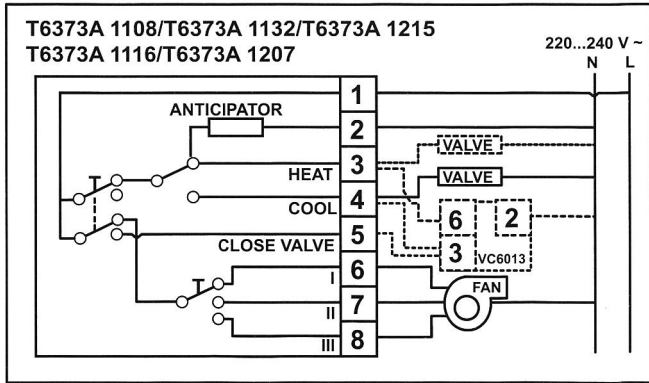 T6373A 1108/T6373A 1132/T6373A 1215
T6373A 1116/T6373A 1207
220...240 V ~
N L
1
ANTICIPATOR
2
VALVE
3
HEAT
VALVE
4
COOL
6
2
5
CLOSE VALVE
3
VC6013
6
I
FAN
7
II
8
III